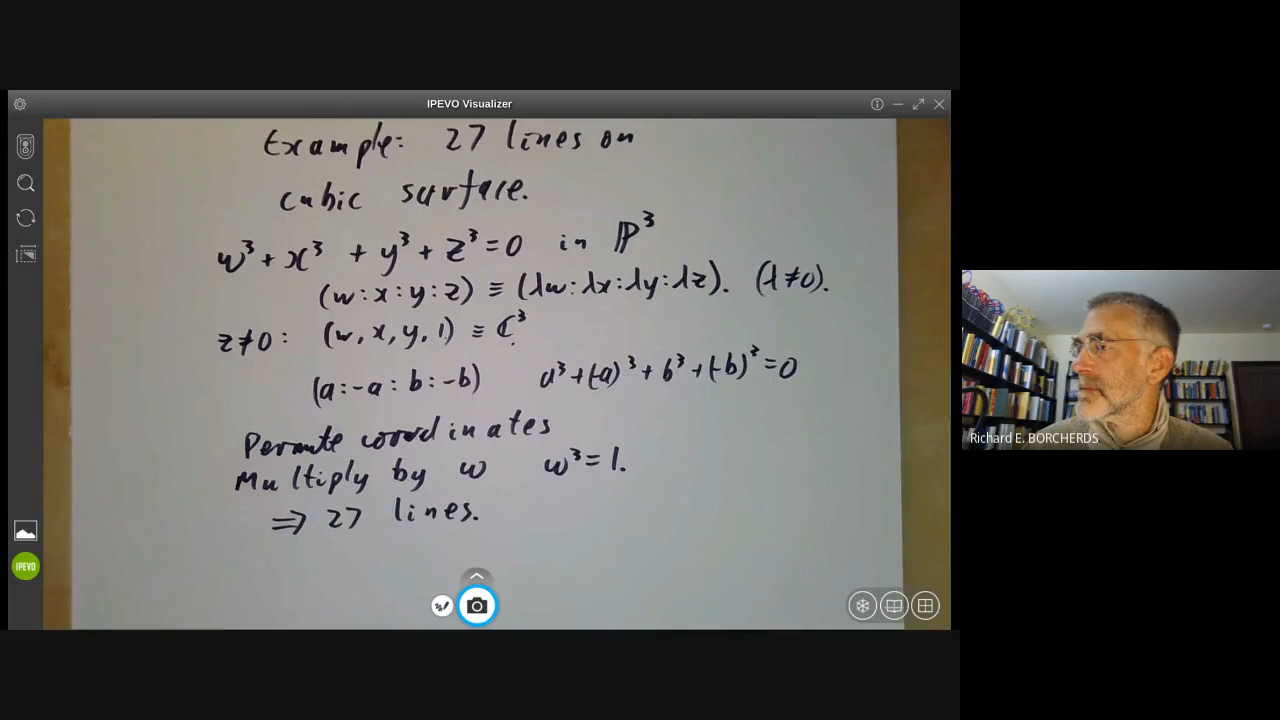 IPEVO Visualizer
Example: 27 lines on
cubic surface.
w³ + x³ + y³ + z³ = 0 in ℙ³
(w:x:y:z) ≡ (λw:λx:λy:λz). (λ≠0).
z≠0: (w, x, y, 1) ≡ ℂ³
(a:-a:b:-b) a³+(-a)³+b³+(-b)³=0
Permute coordinates
Multiply by ω ω³=1.
⇒ 27 lines.
Richard E. BORCHERDS
IPEVO